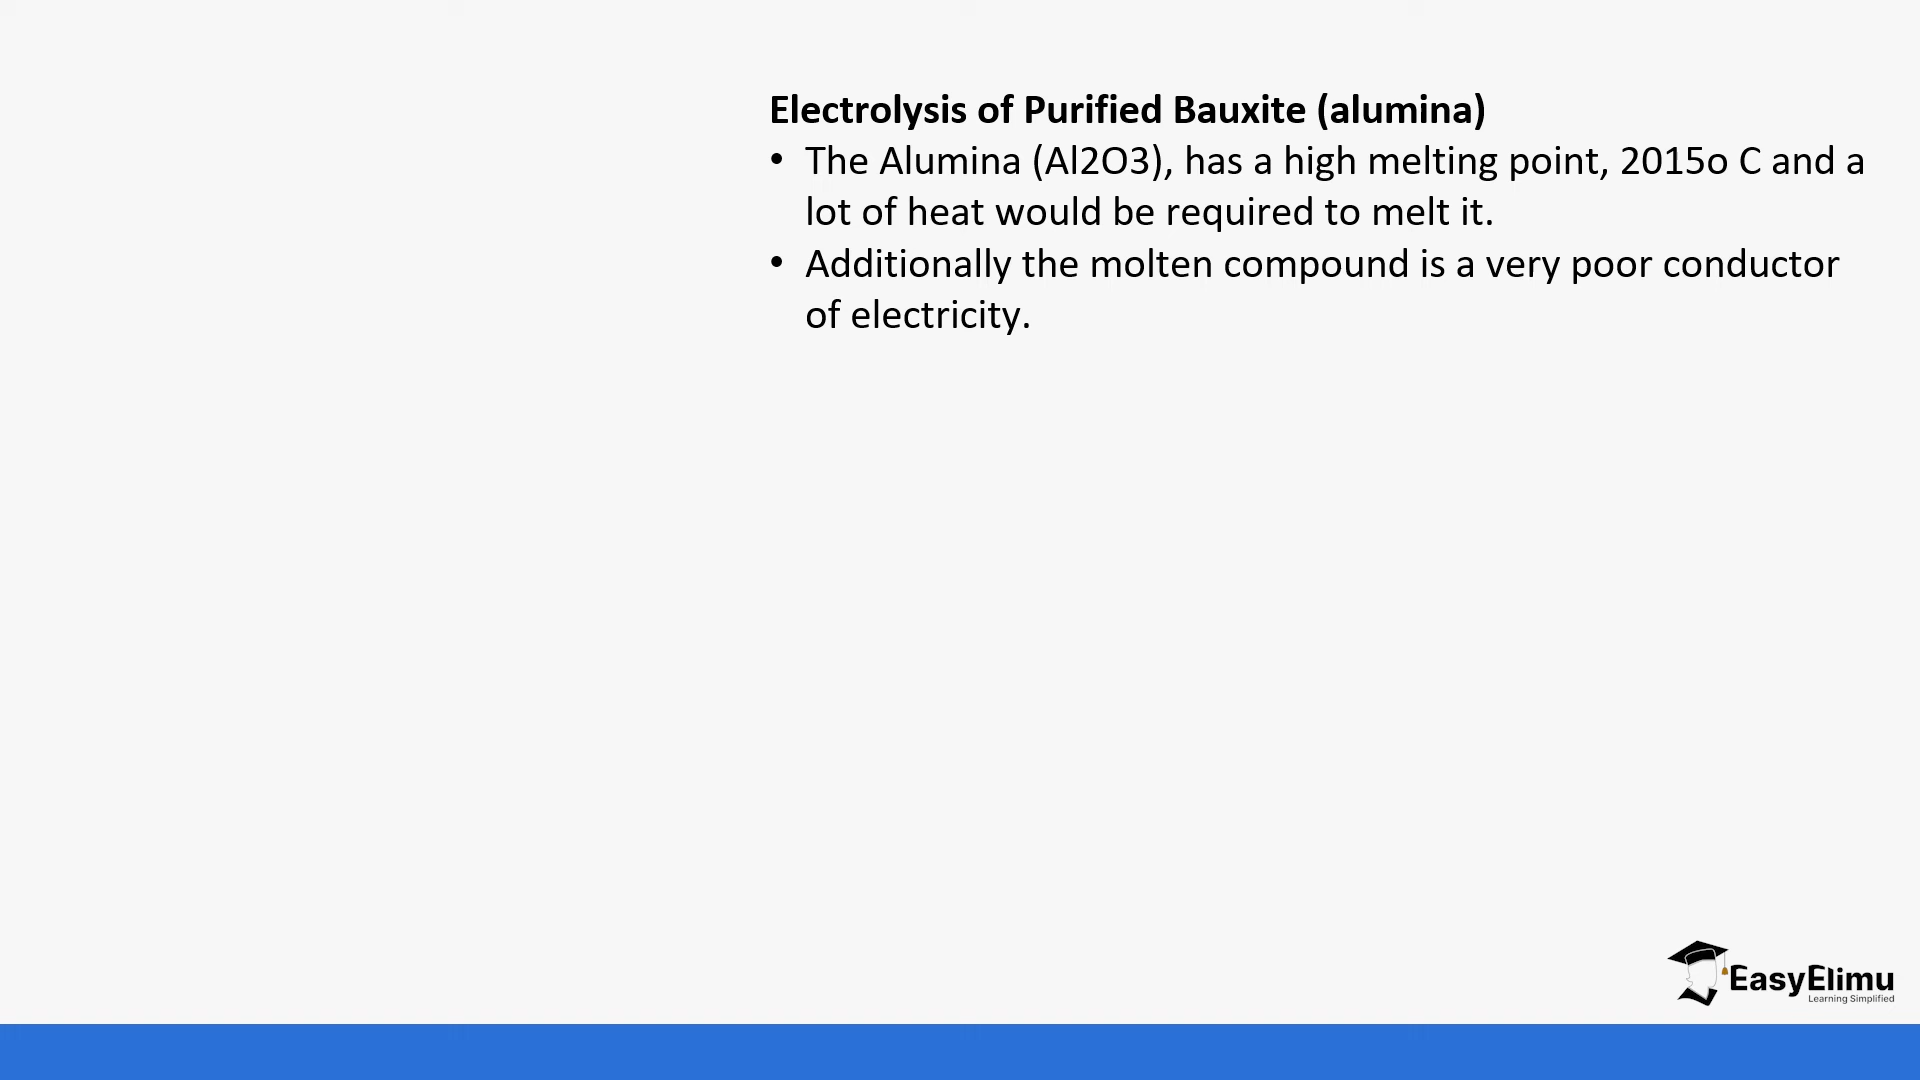 Electrolysis of Purified Bauxite (alumina)
• The Alumina (Al2O3), has a high melting point, 2015o C and a
lot of heat would be required to melt it.
• Additionally the molten compound is a very poor conductor
of electricity.
EasyElimu
Learning Simplified